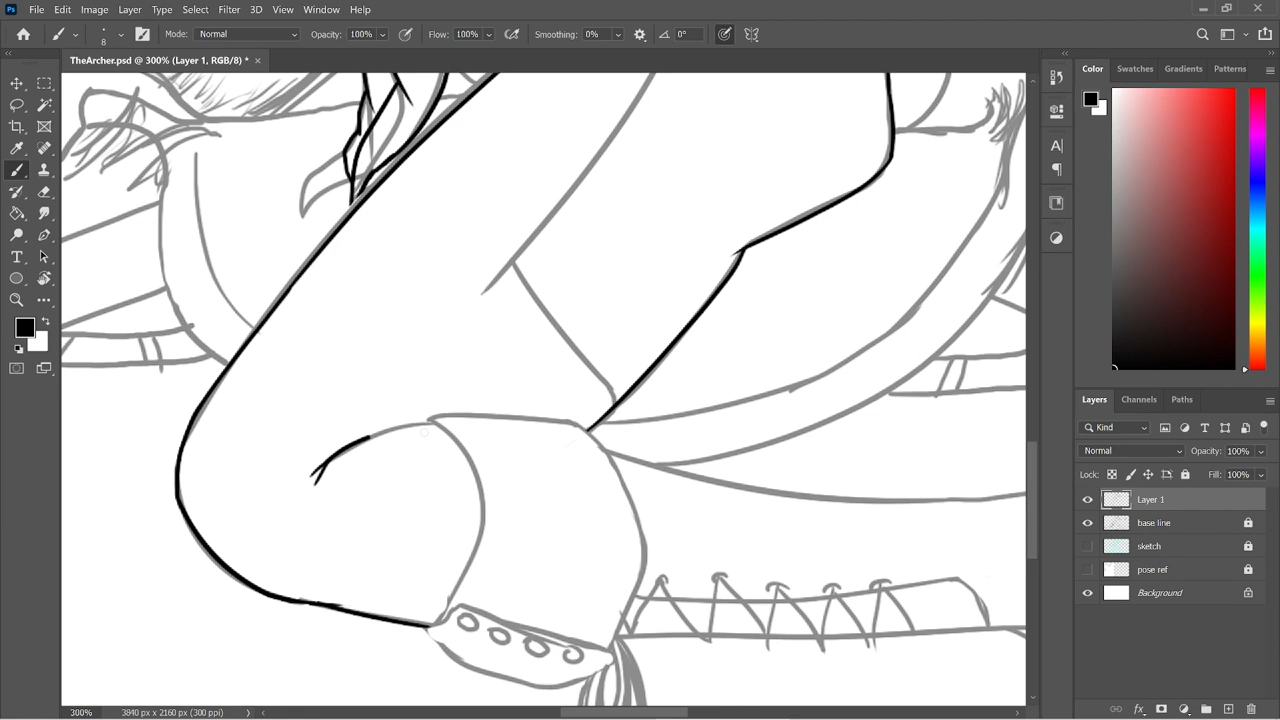 Ps File Edit Image Layer Type Select Filter 3D View Window Help
8 Mode: Normal Opacity: 100% Flow: 100% Smoothing: 0% 0°
TheArcher.psd @ 300% (Layer 1, RGB/8) * ×
Color Swatches Gradients Patterns
Layers Channels Paths
Kind
Normal Opacity: 100%
Lock: Fill: 100%
Layer 1
base line
sketch
pose ref
Background
300% 3840 px x 2160 px (300 ppi)